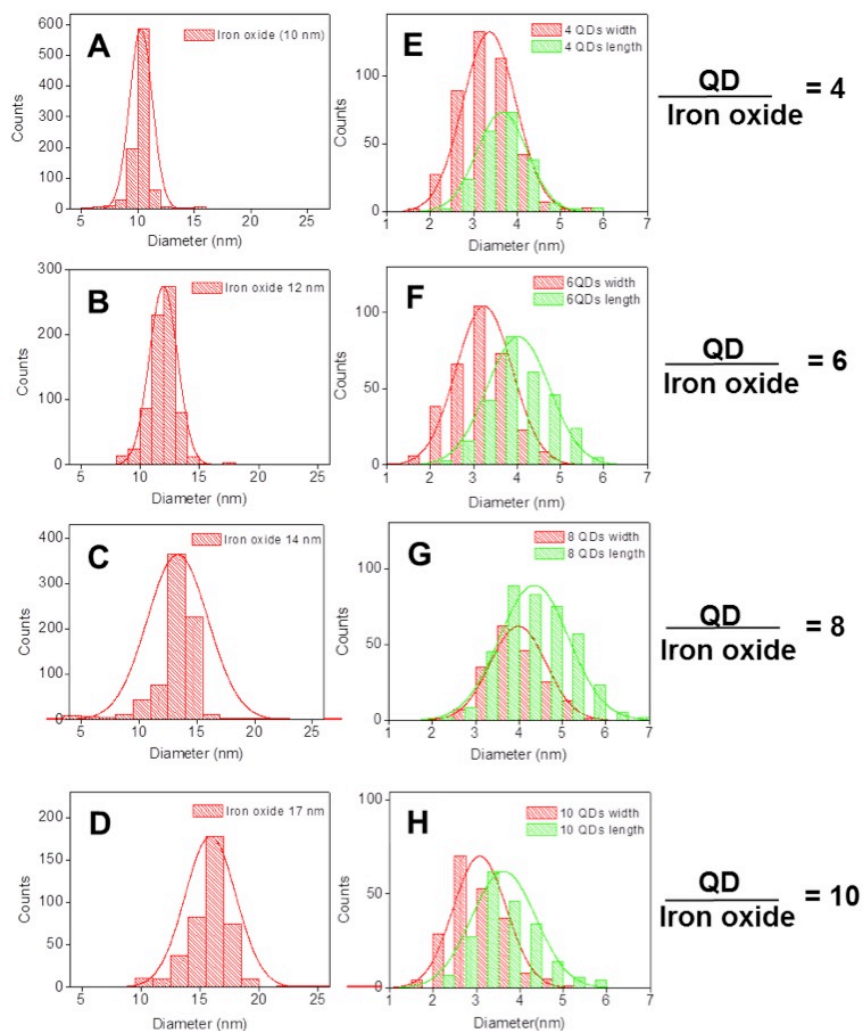 A
Iron oxide (10 nm)
Counts
600
500
400
300
200
100
0
5 10 15 20 25
Diameter (nm)
E
4 QDs width
4 QDs length
Counts
100
50
0
1 2 3 4 5 6 7
Diameter (nm)
QD
Iron oxide = 4
B
Iron oxide 12 nm
Counts
300
200
100
0
5 10 15 20 25
Diameter (nm)
F
6QDs width
6QDs length
Counts
100
50
0
1 2 3 4 5 6 7
Diameter (nm)
QD
Iron oxide = 6
C
Iron oxide 14 nm
Counts
400
300
200
100
0
5 10 15 20 25
Diameter (nm)
G
8 QDs width
8 QDs length
Counts
100
50
0
1 2 3 4 5 6 7
Diameter (nm)
QD
Iron oxide = 8
D
Iron oxide 17 nm
Counts
200
150
100
50
0
5 10 15 20 25
Diameter (nm)
H
10 QDs width
10 QDs length
Counts
100
50
0
1 2 3 4 5 6 7
Diameter(nm)
QD
Iron oxide = 10